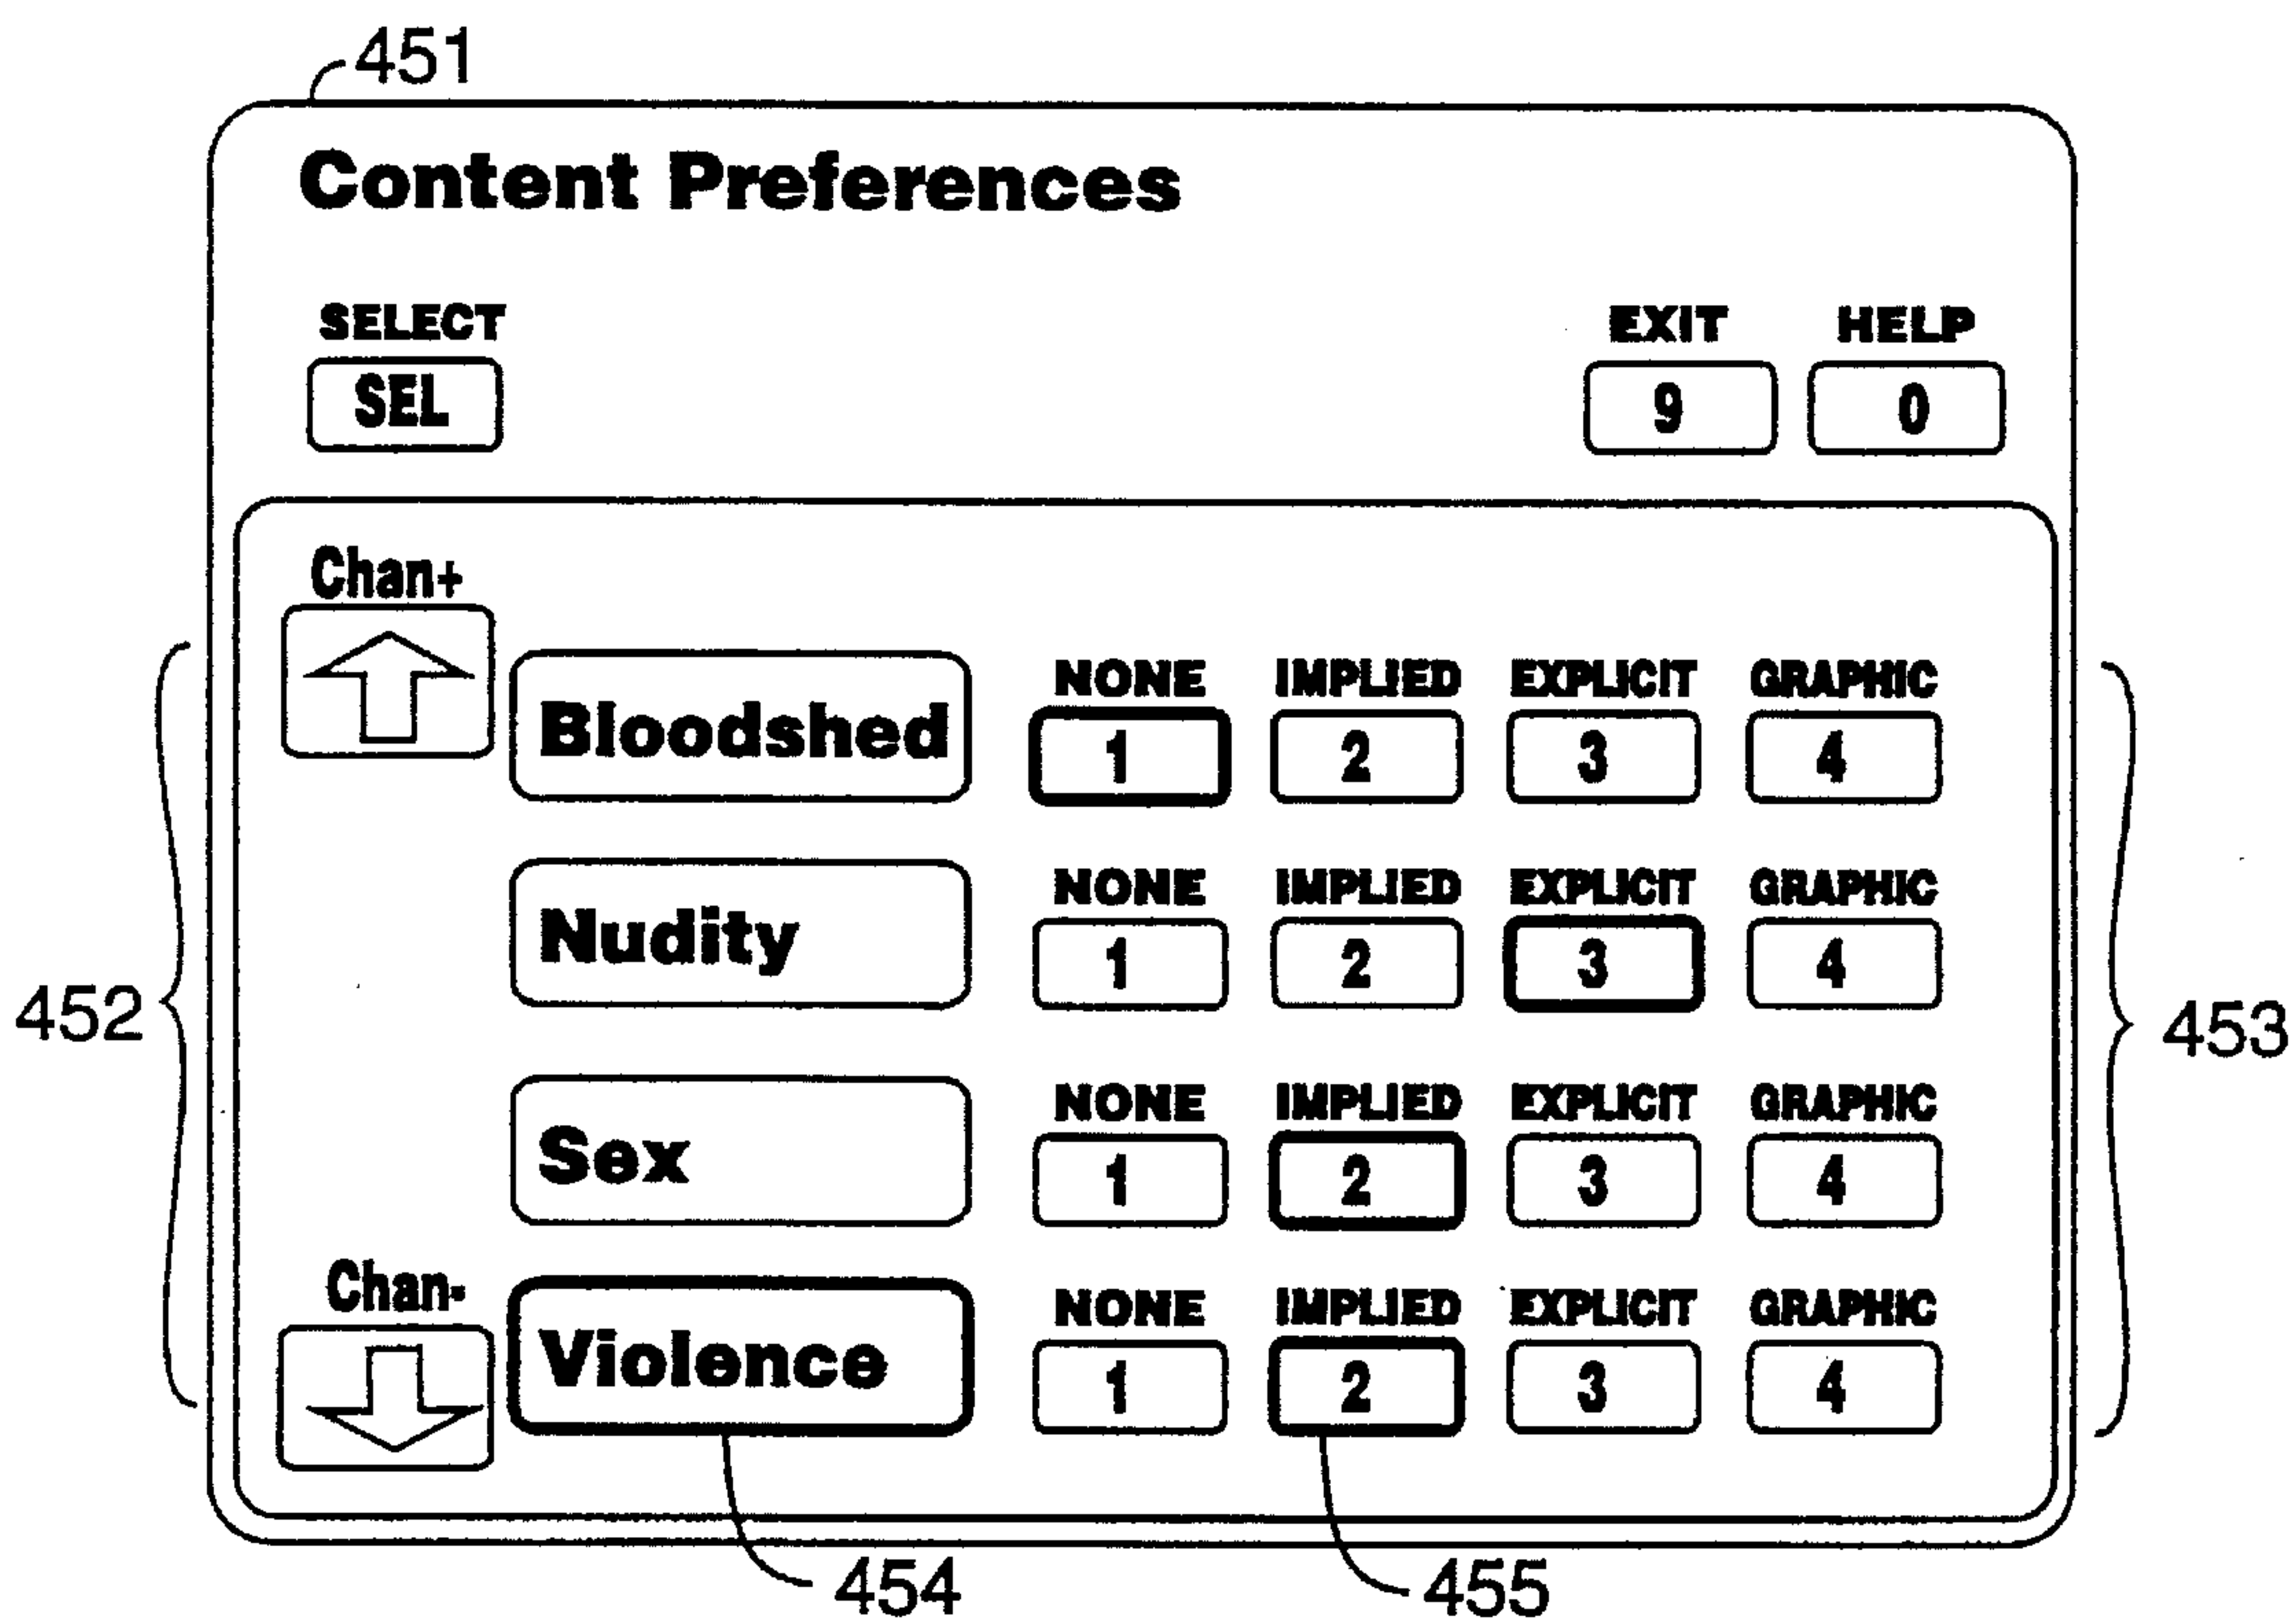 451
Content Preferences
SELECT EXIT HELP
SEL 9 0
Chan+
NONE IMPLIED EXPLICIT GRAPHIC
Bloodshed 1 2 3 4
NONE IMPLIED EXPLICIT GRAPHIC
Nudity 1 2 3 4
452 453
NONE IMPLIED EXPLICIT GRAPHIC
Sex 1 2 3 4
Chan- NONE IMPLIED EXPLICIT GRAPHIC
Violence 1 2 3 4
454 455